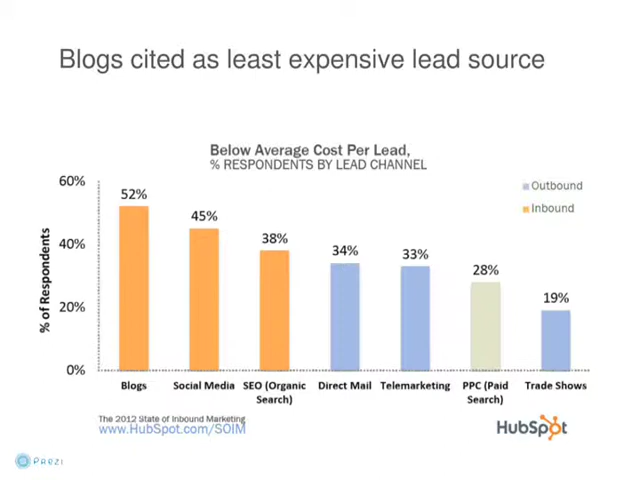 Blogs cited as least expensive lead source
Below Average Cost Per Lead,
% RESPONDENTS BY LEAD CHANNEL
Outbound
Inbound
% of Respondents
60%
40%
20%
0%
52%
45%
38%
34%
33%
28%
19%
Blogs
Social Media
SEO (Organic
Search)
Direct Mail
Telemarketing
PPC (Paid
Search)
Trade Shows
The 2012 State of Inbound Marketing
www.HubSpot.com/SOIM
HubSpot
Prezi